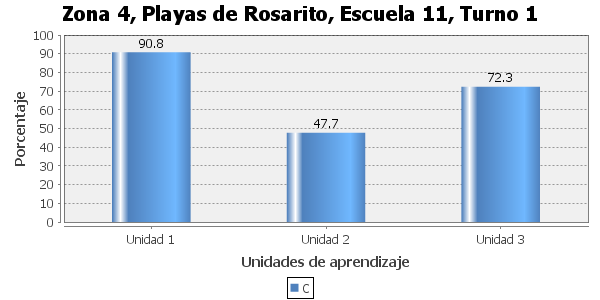 Zona 4, Playas de Rosarito, Escuela 11, Turno 1
Porcentaje
100
90
80
70
60
50
40
30
20
10
0
90.8
47.7
72.3
Unidad 1
Unidad 2
Unidad 3
Unidades de aprendizaje
C